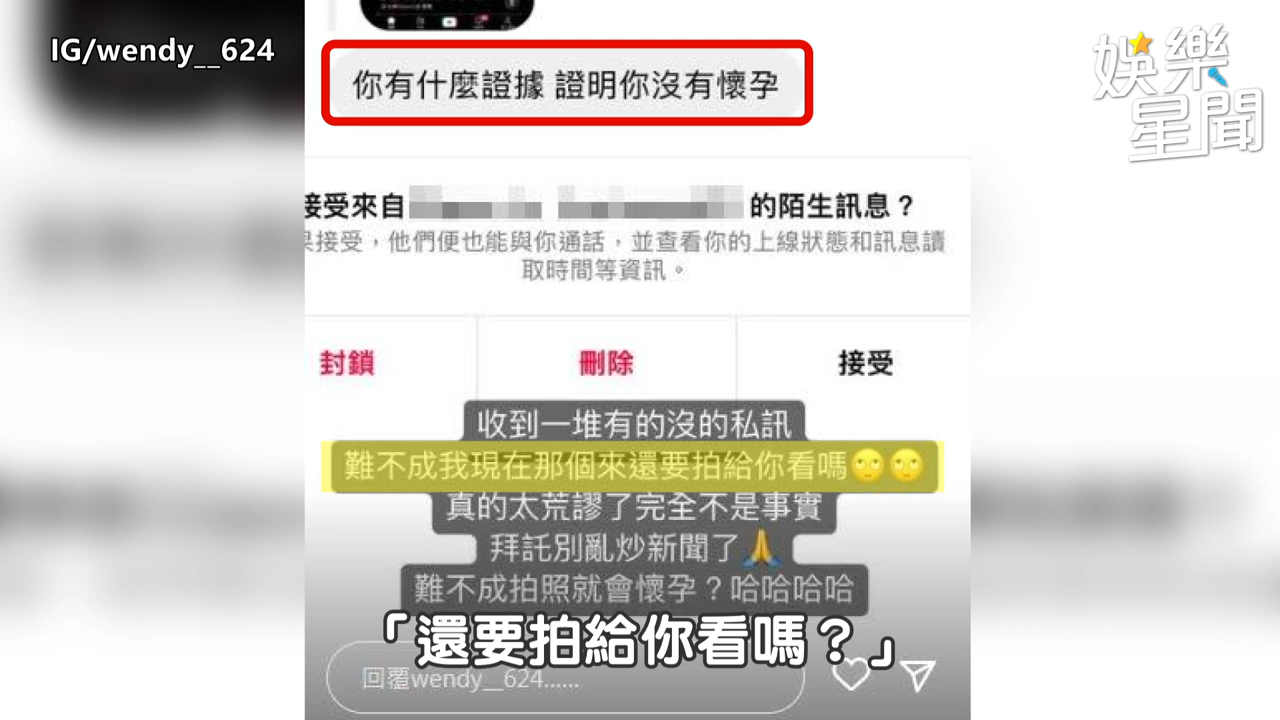 IG/wendy__624
娛樂
星聞
你有什麼證據 證明你沒有懷孕
接受來自
的陌生訊息？
接受，他們便也能與你通話，並查看你的上線狀態和訊息讀
取時間等資訊。
封鎖
刪除
接受
收到一堆有的沒的私訊
難不成我現在那個來還要拍給你看嗎🙄🙄
真的太荒謬了完全不是事實
拜託別亂炒新聞了🙏
難不成拍照就會懷孕？哈哈哈哈
「還要拍給你看嗎？」
回覆wendy__624......